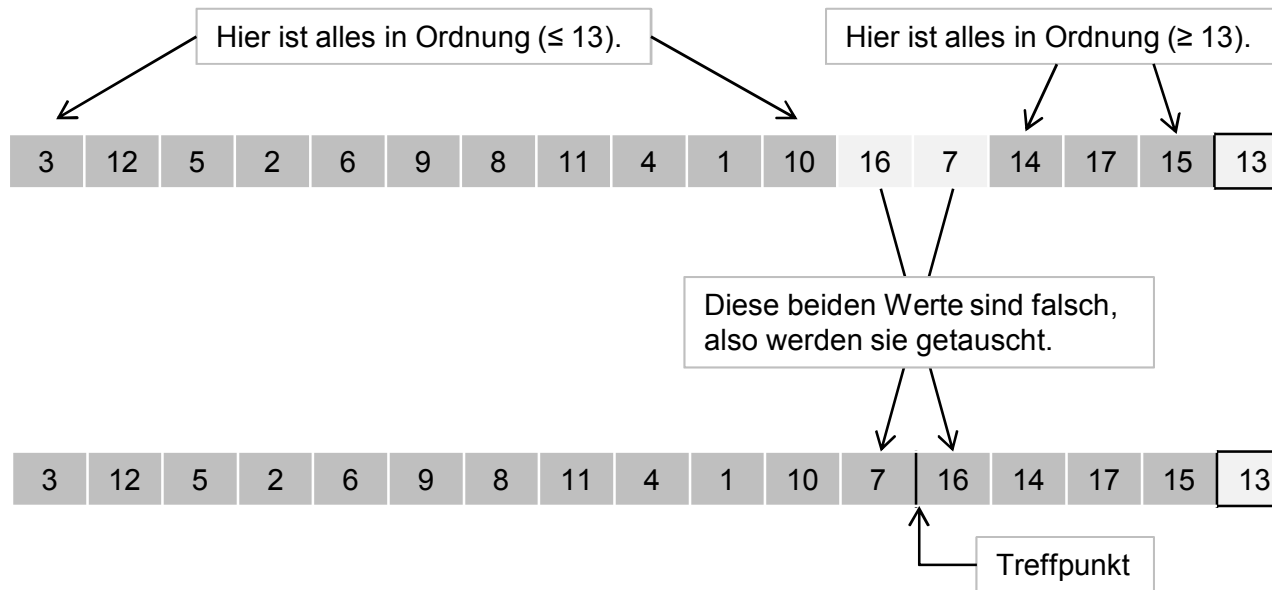 Hier ist alles in Ordnung (≤ 13).
Hier ist alles in Ordnung (≥ 13).
3 12 5 2 6 9 8 11 4 1 10 16 7 14 17 15 13
Diese beiden Werte sind falsch,
also werden sie getauscht.
3 12 5 2 6 9 8 11 4 1 10 7 16 14 17 15 13
Treffpunkt